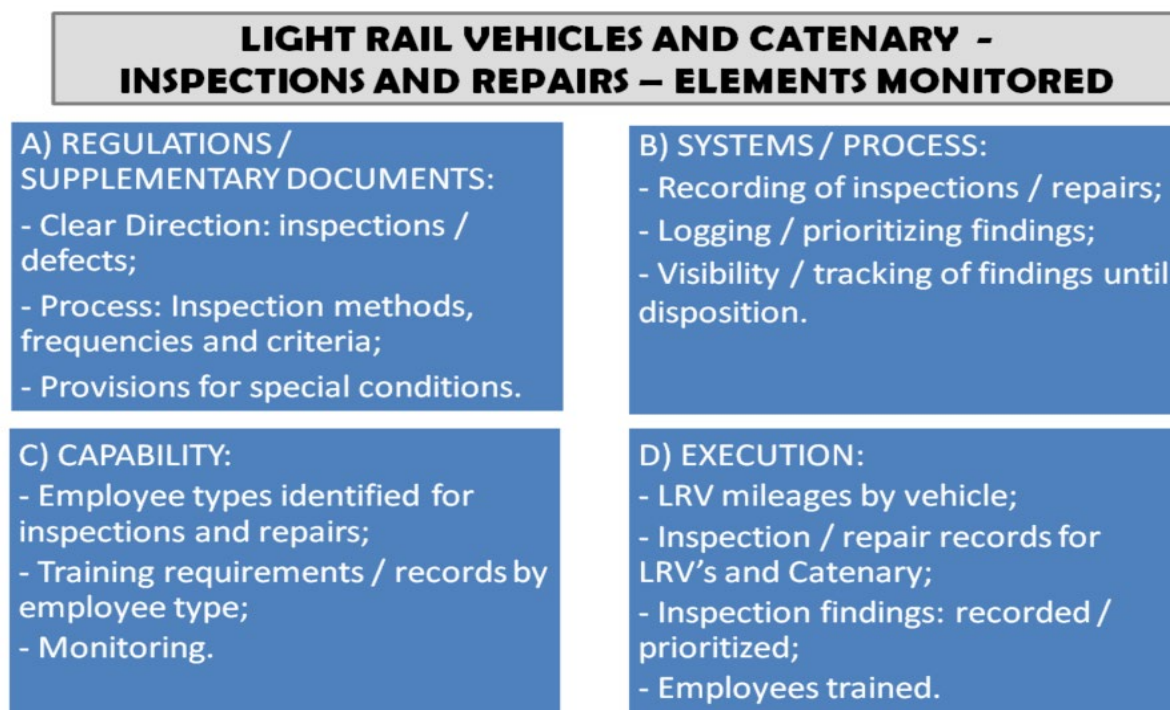 LIGHT RAIL VEHICLES AND CATENARY -
INSPECTIONS AND REPAIRS – ELEMENTS MONITORED
A) REGULATIONS /
SUPPLEMENTARY DOCUMENTS:
- Clear Direction: inspections /
defects;
- Process: Inspection methods,
frequencies and criteria;
- Provisions for special conditions.
B) SYSTEMS / PROCESS:
- Recording of inspections / repairs;
- Logging / prioritizing findings;
- Visibility / tracking of findings until
disposition.
C) CAPABILITY:
- Employee types identified for
inspections and repairs;
- Training requirements / records by
employee type;
- Monitoring.
D) EXECUTION:
- LRV mileages by vehicle;
- Inspection / repair records for
LRV's and Catenary;
- Inspection findings: recorded /
prioritized;
- Employees trained.